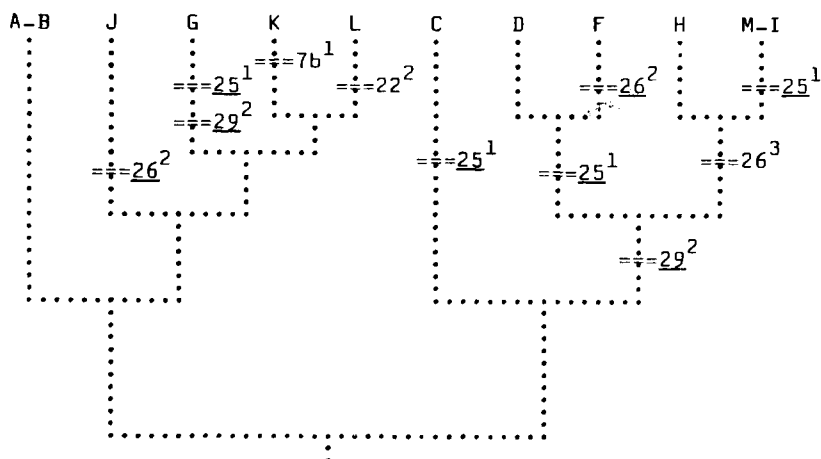 A-B J G K L C D F H M-I
7b¹
25¹ 22² 26² 25¹
29²
26² 25¹ 25¹ 26³
29²